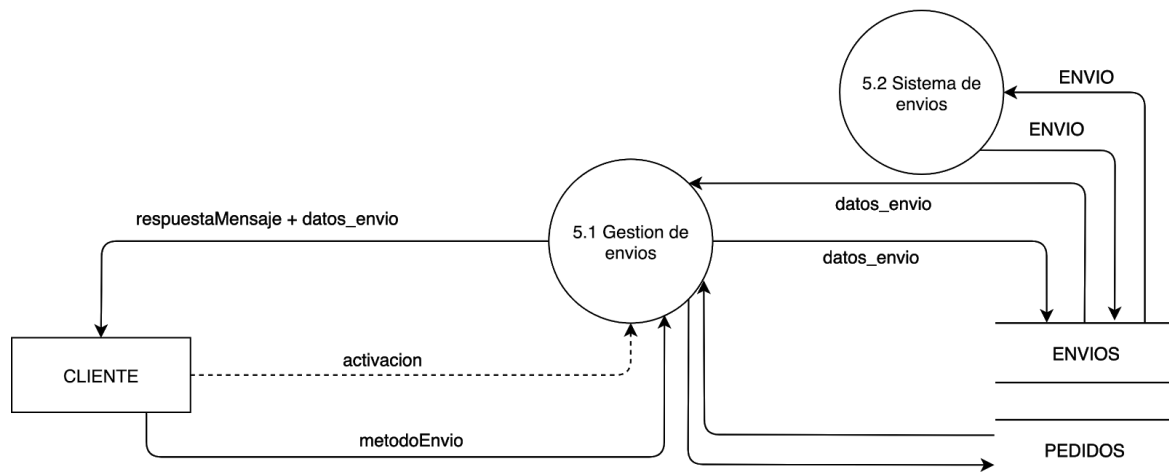 5.2 Sistema de
envios
ENVIO
ENVIO
datos_envio
respuestaMensaje + datos_envio
5.1 Gestion de
envios
datos_envio
CLIENTE
activacion
ENVIOS
metodoEnvio
PEDIDOS